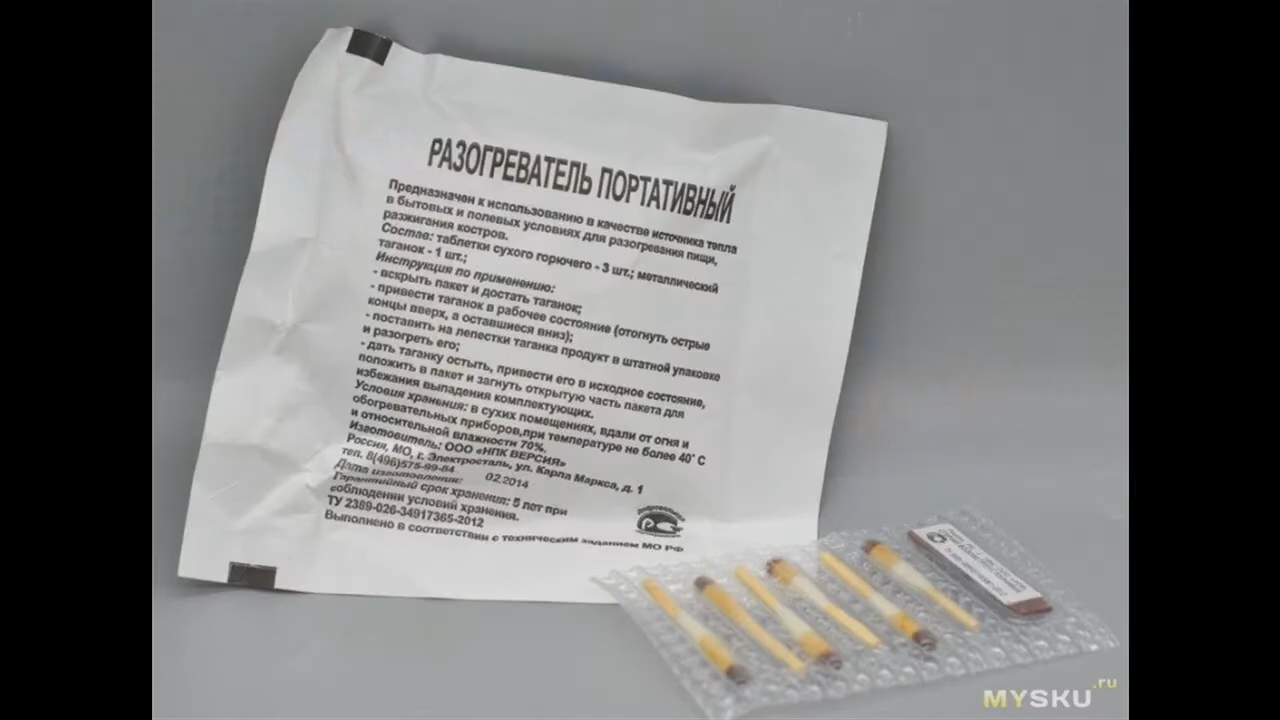 РАЗОГРЕВАТЕЛЬ ПОРТАТИВНЫЙ
Предназначен к использованию в качестве источника тепла
в бытовых и полевых условиях для разогревания пищи,
разжигания костров.
Состав: таблетки сухого горючего - 3 шт.; металлический
таганок - 1 шт.;
Инструкция по применению:
- вскрыть пакет и достать таганок;
- привести таганок в рабочее состояние (отогнуть острые
концы вверх, а оставшиеся вниз);
- поставить на лепестки таганка продукт в штатной упаковке
и разогреть его;
- дать таганку остыть, привести его в исходное состояние,
положить в пакет и загнуть открытую часть пакета для
избежания выпадения комплектующих.
Условия хранения: в сухих помещениях, вдали от огня и
обогревательных приборов,при температуре не более 40° С
и относительной влажности 70%.
Изготовитель: ООО «НПК ВЕРСИЯ»
Россия, МО, г. Электросталь, ул. Карла Маркса, д. 1
тел. 8(496)575-99-84
Дата изготовления: 02.2014
Гарантийный срок хранения: 5 лет при
соблюдении условий хранения.
ТУ 2389-026-34917365-2012
Выполнено в соответствии с техническим заданием МО РФ
MYSKU.ru